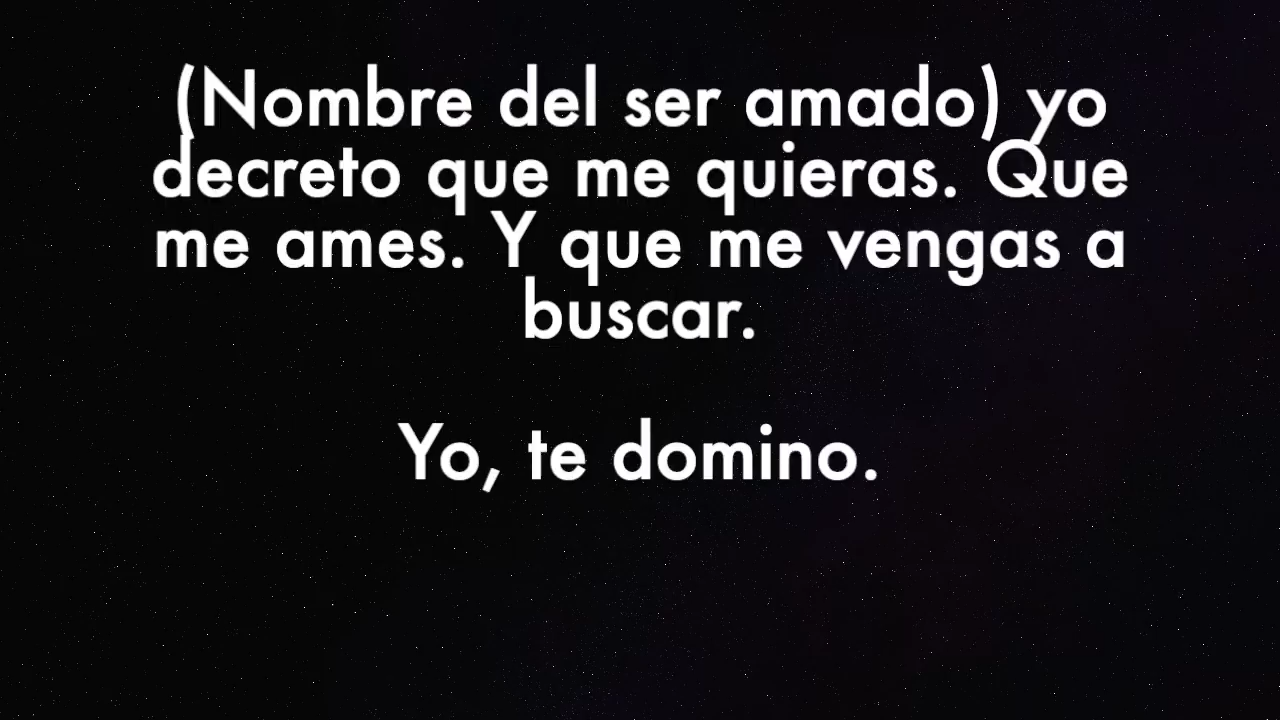 (Nombre del ser amado) yo
decreto que me quieras. Que
me ames. Y que me vengas a
buscar.
Yo, te domino.